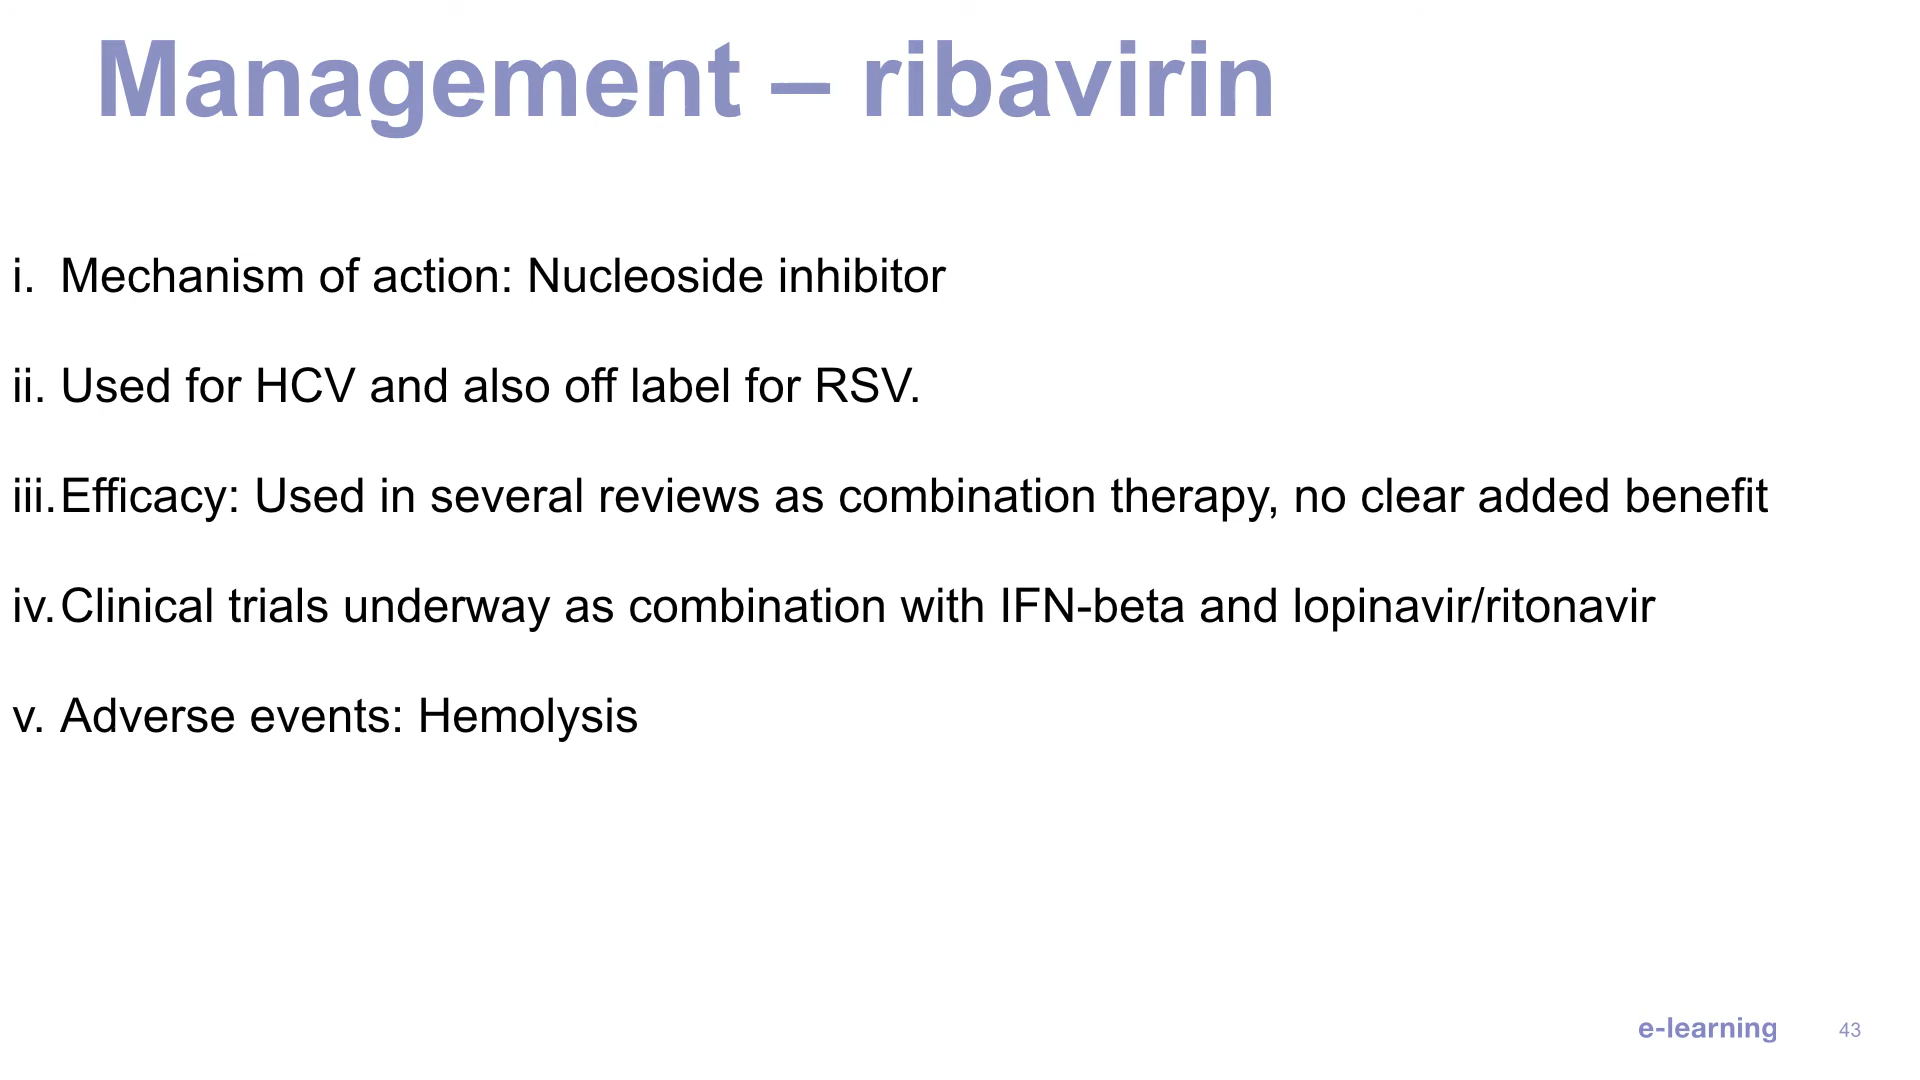 Management – ribavirin
i. Mechanism of action: Nucleoside inhibitor
ii. Used for HCV and also off label for RSV.
iii. Efficacy: Used in several reviews as combination therapy, no clear added benefit
iv. Clinical trials underway as combination with IFN-beta and lopinavir/ritonavir
v. Adverse events: Hemolysis
e-learning 43